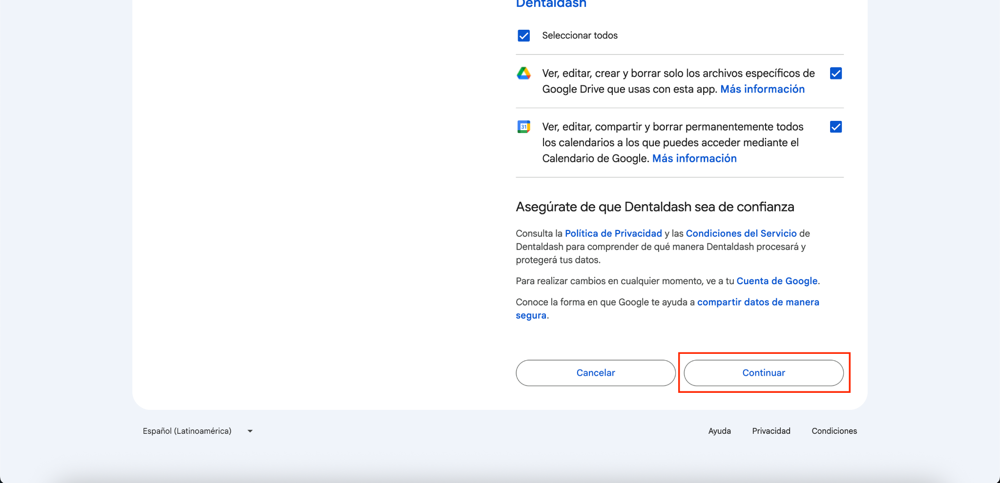 Dentaldash
Seleccionar todos
Ver, editar, crear y borrar solo los archivos específicos de
Google Drive que usas con esta app. Más información
31
Ver, editar, compartir y borrar permanentemente todos
los calendarios a los que puedes acceder mediante el
Calendario de Google. Más información
Asegúrate de que Dentaldash sea de confianza
Consulta la Política de Privacidad y las Condiciones del Servicio de
Dentaldash para comprender de qué manera Dentaldash procesará y
protegerá tus datos.
Para realizar cambios en cualquier momento, ve a tu Cuenta de Google.
Conoce la forma en que Google te ayuda a compartir datos de manera
segura.
Cancelar
Continuar
Español (Latinoamérica)
Ayuda
Privacidad
Condiciones